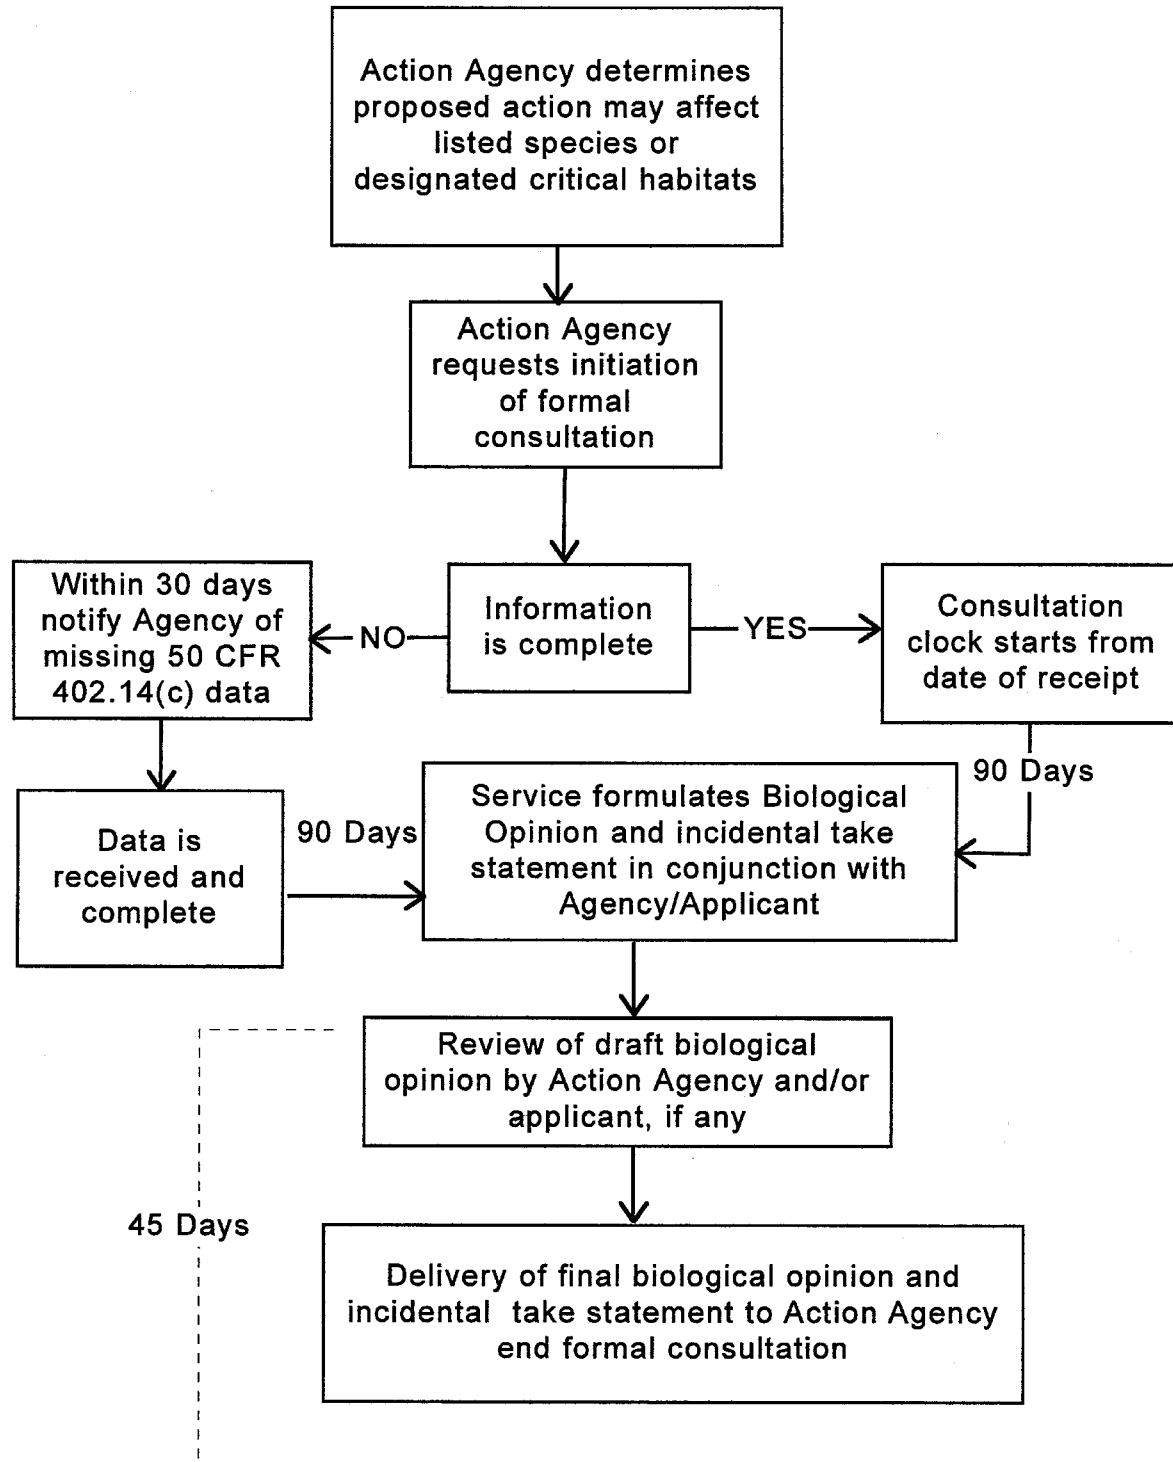 Action Agency determines
proposed action may affect
listed species or
designated critical habitats
Action Agency
requests initiation
of formal
consultation
Within 30 days
notify Agency of
missing 50 CFR
402.14(c) data
NO
Information
is complete
YES
Consultation
clock starts from
date of receipt
90 Days
Data is
received and
complete
90 Days
Service formulates Biological
Opinion and incidental take
statement in conjunction with
Agency/Applicant
Review of draft biological
opinion by Action Agency and/or
applicant, if any
45 Days
Delivery of final biological opinion and
incidental take statement to Action Agency
end formal consultation